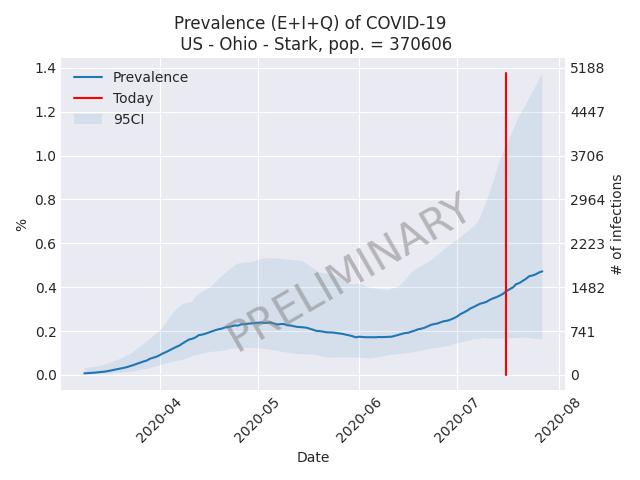 Prevalence (E+I+Q) of COVID-19
US - Ohio - Stark, pop. = 370606
Prevalence
Today
95CI
1.4
1.2
1.0
0.8
0.6
0.4
0.2
0.0
%
5188
4447
3706
2964
2223
1482
741
0
# of infections
PRELIMINARY
2020-04
2020-05
2020-06
2020-07
2020-08
Date